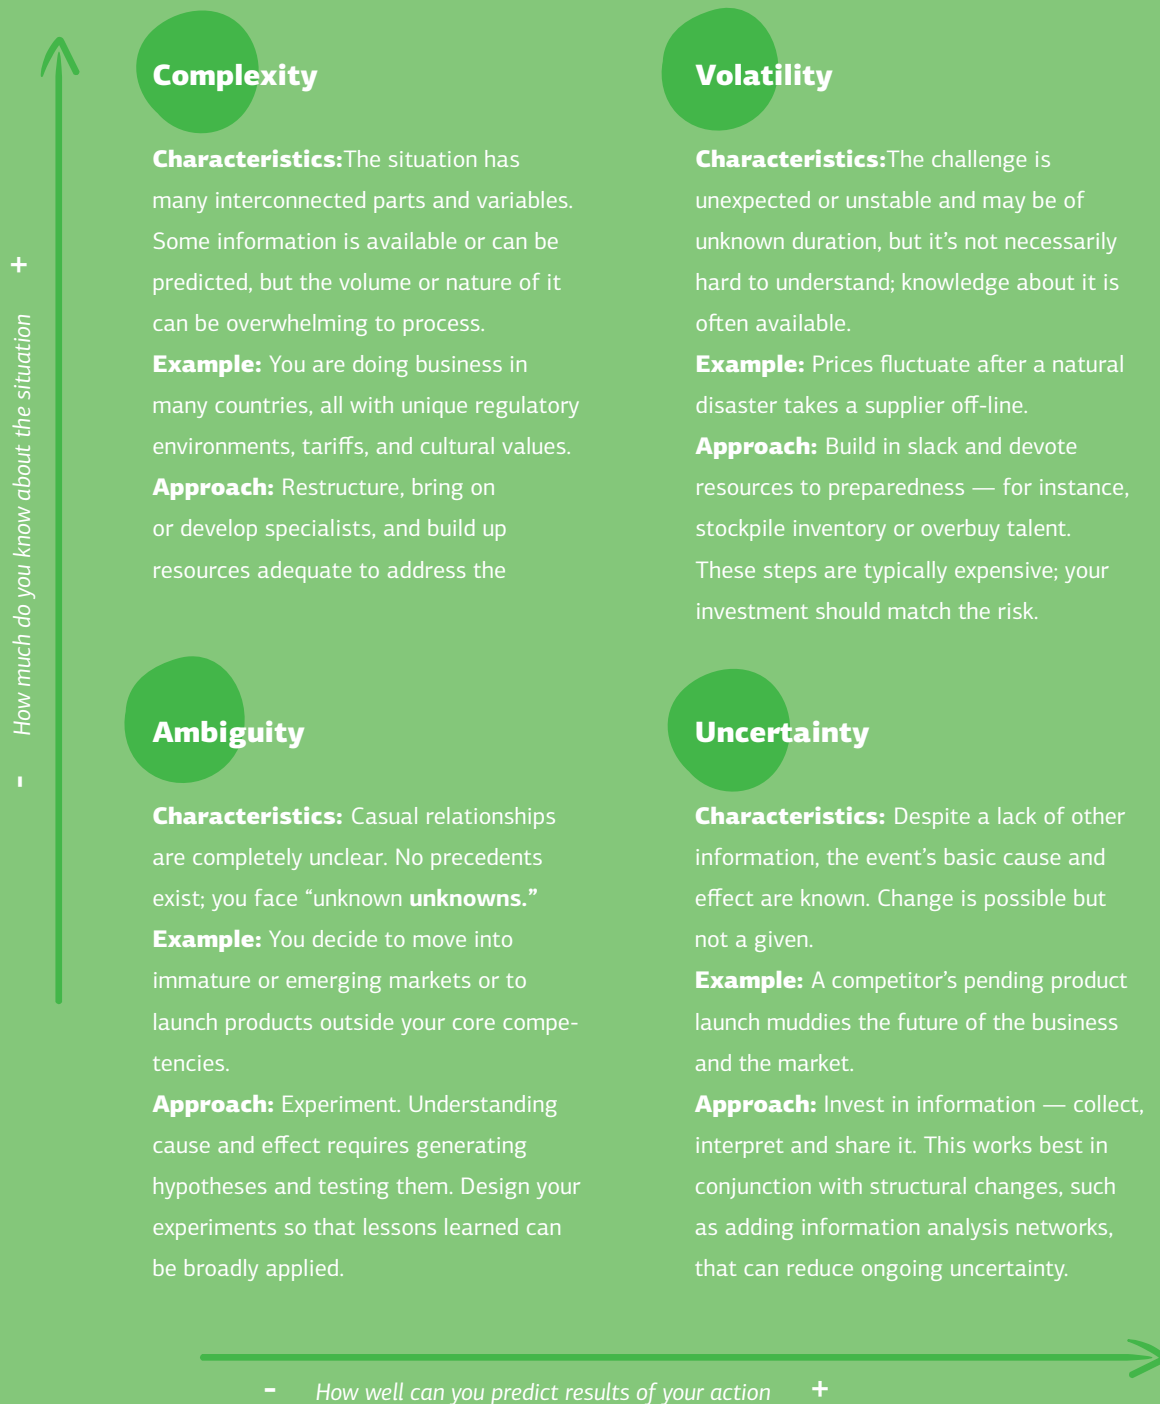 Complexity
Characteristics:The situation has
many interconnected parts and variables.
Some information is available or can be
predicted, but the volume or nature of it
can be overwhelming to process.
Example: You are doing business in
many countries, all with unique regulatory
environments, tariffs, and cultural values.
Approach: Restructure, bring on
or develop specialists, and build up
resources adequate to address the
Volatility
Characteristics:The challenge is
unexpected or unstable and may be of
unknown duration, but it's not necessarily
hard to understand; knowledge about it is
often available.
Example: Prices fluctuate after a natural
disaster takes a supplier off-line.
Approach: Build in slack and devote
resources to preparedness — for instance,
stockpile inventory or overbuy talent.
These steps are typically expensive; your
investment should match the risk.
Ambiguity
Characteristics: Casual relationships
are completely unclear. No precedents
exist; you face “unknown unknowns.”
Example: You decide to move into
immature or emerging markets or to
launch products outside your core compe-
tencies.
Approach: Experiment. Understanding
cause and effect requires generating
hypotheses and testing them. Design your
experiments so that lessons learned can
be broadly applied.
Uncertainty
Characteristics: Despite a lack of other
information, the event's basic cause and
effect are known. Change is possible but
not a given.
Example: A competitor's pending product
launch muddies the future of the business
and the market.
Approach: Invest in information — collect,
interpret and share it. This works best in
conjunction with structural changes, such
as adding information analysis networks,
that can reduce ongoing uncertainty.
- How much do you know about the situation +
- How well can you predict results of your action +